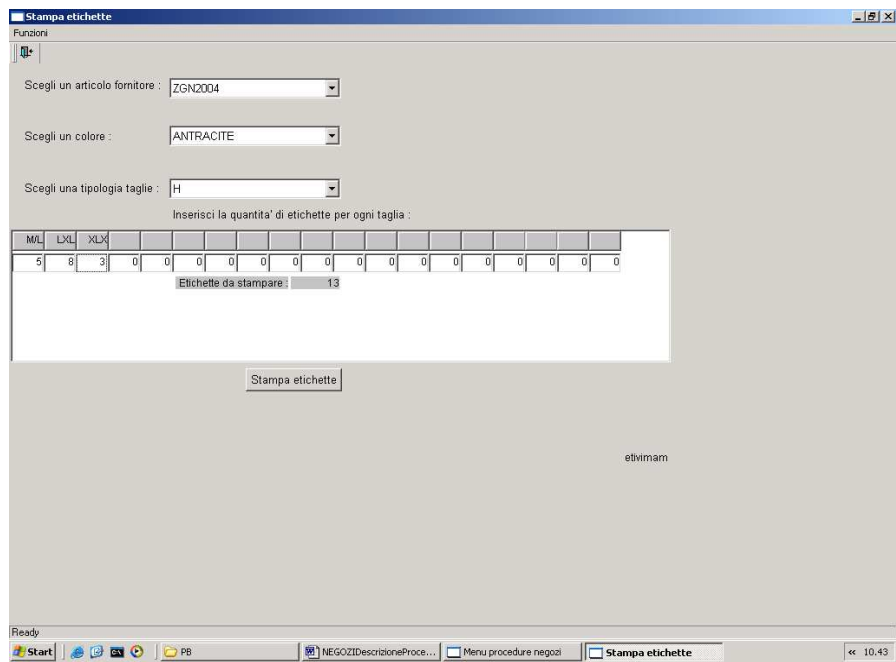 Stampa etichette
Funzioni
Scegli un articolo fornitore : ZGN2004
Scegli un colore : ANTRACITE
Scegli una tipologia taglie : H
Inserisci la quantita' di etichette per ogni taglia :
M/L LXL XLX
5 8 3 0 0 0 0 0 0 0 0 0 0 0 0 0 0 0 0
Etichette da stampare : 13
Stampa etichette
etivimam
Ready
Start PB NEGOZIDescrizioneProce... Menu procedure negozi Stampa etichette « 10.43